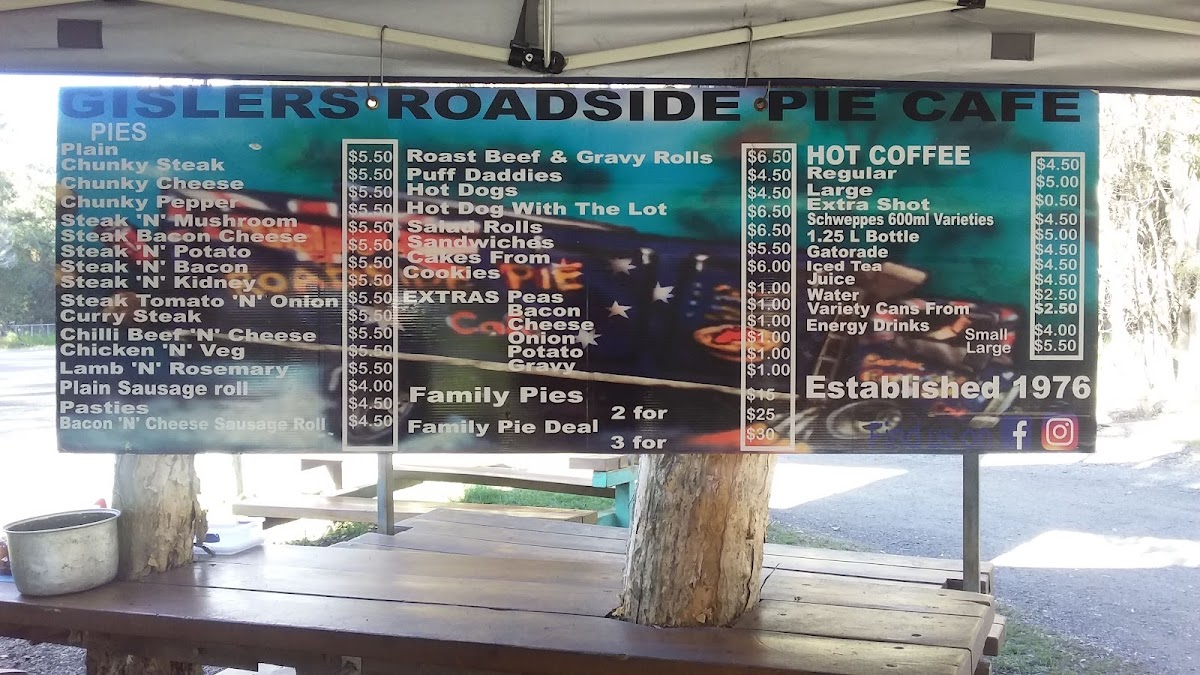 GISLERS ROADSIDE PIE CAFE
PIES
Plain
Chunky Steak
Chunky Cheese
Chunky Pepper
Steak 'N' Mushroom
Steak Bacon Cheese
Steak 'N' Potato
Steak 'N' Bacon
Steak 'N' Kidney
Steak Tomato 'N' Onion
Curry Steak
Chilli Beef 'N' Cheese
Chicken 'N' Veg
Lamb 'N' Rosemary
Plain Sausage roll
Pasties
Bacon 'N' Cheese Sausage Roll
$5.50
$5.50
$5.50
$5.50
$5.50
$5.50
$5.50
$5.50
$5.50
$5.50
$5.50
$5.50
$5.50
$4.00
$4.50
$4.50
Roast Beef & Gravy Rolls
Puff Daddies
Hot Dogs
Hot Dog With The Lot
Salad Rolls
Sandwiches
Cakes From
Cookies
EXTRAS Peas
Bacon
Cheese
Onion
Potato
Gravy
Family Pies
2 for
Family Pie Deal
3 for
$6.50
$4.50
$4.50
$6.50
$6.50
$5.50
$6.00
$1.00
$1.00
$1.00
$1.00
$1.00
$1.00
$15
$25
$30
HOT COFFEE
Regular
Large
Extra Shot
Schweppes 600ml Varieties
1.25 L Bottle
Gatorade
Iced Tea
Juice
Water
Variety Cans From
Energy Drinks
Small
Large
$4.50
$5.00
$0.50
$4.50
$5.00
$4.50
$4.50
$4.50
$2.50
$2.50
$4.00
$5.50
Established 1976